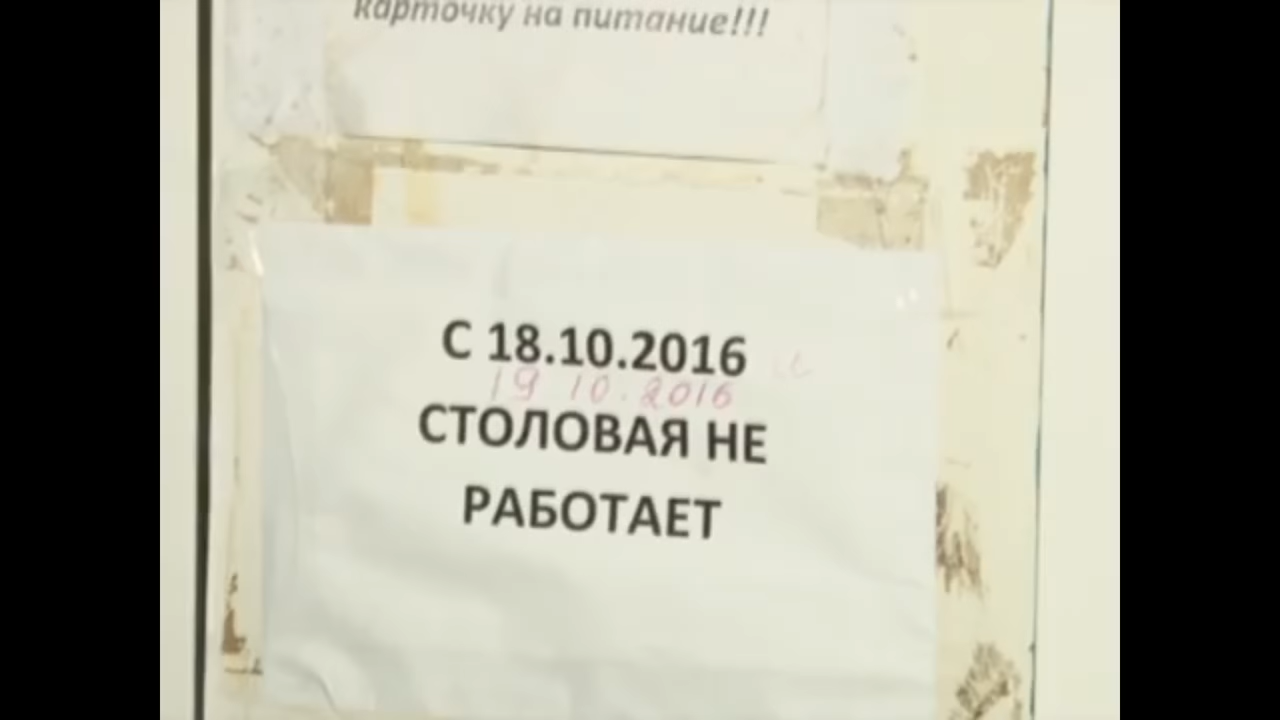 карточку на питание!!!
С 18.10.2016
19 10.2016
СТОЛОВАЯ НЕ
РАБОТАЕТ